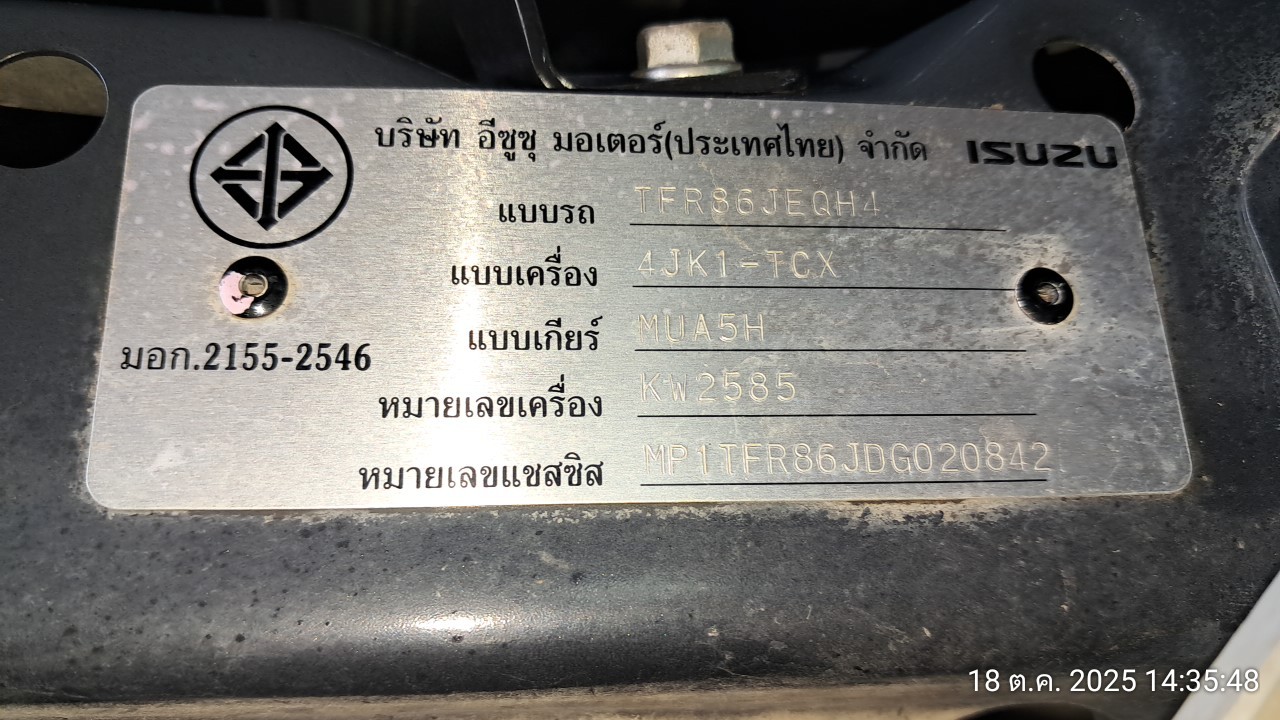 บริษัท อีซูซุ มอเตอร์(ประเทศไทย) จำกัด ISUZU
แบบรถ TFR86JEQH4
แบบเครื่อง 4JK1-TCX
แบบเกียร์ MUA5H
มอก.2155-2546
หมายเลขเครื่อง KW2585
หมายเลขแชสซิส MP1TFR86JDG020842
18 ต.ค. 2025 14:35:48